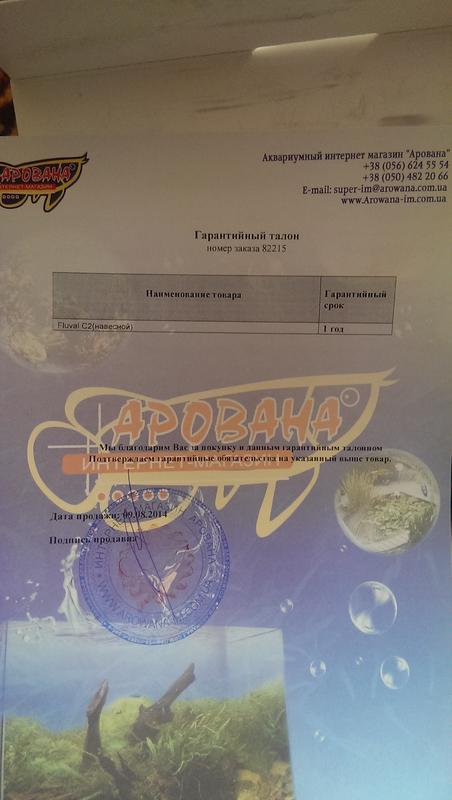 АРОВАНА
ИНТЕРНЕТ-МАГАЗИН
Аквариумный интернет магазин "Арована"
+38 (056) 624 55 54
+38 (050) 482 20 66
E-mail: super-im@arowana.com.ua
www.Arowana-im.com.ua
Гарантийный талон
номер заказа 82215
Наименование товара
Гарантийный срок
Fluval C2(навесной)
1 год
АРОВАНА
ИНТЕРНЕТ-МАГАЗИН
Мы благодарим Вас за покупку и данным гарантийным талоном
Подтверждаем гарантийные обязательства на указанный выше товар.
Дата продажи: 09.08.2014
Подпись продавца